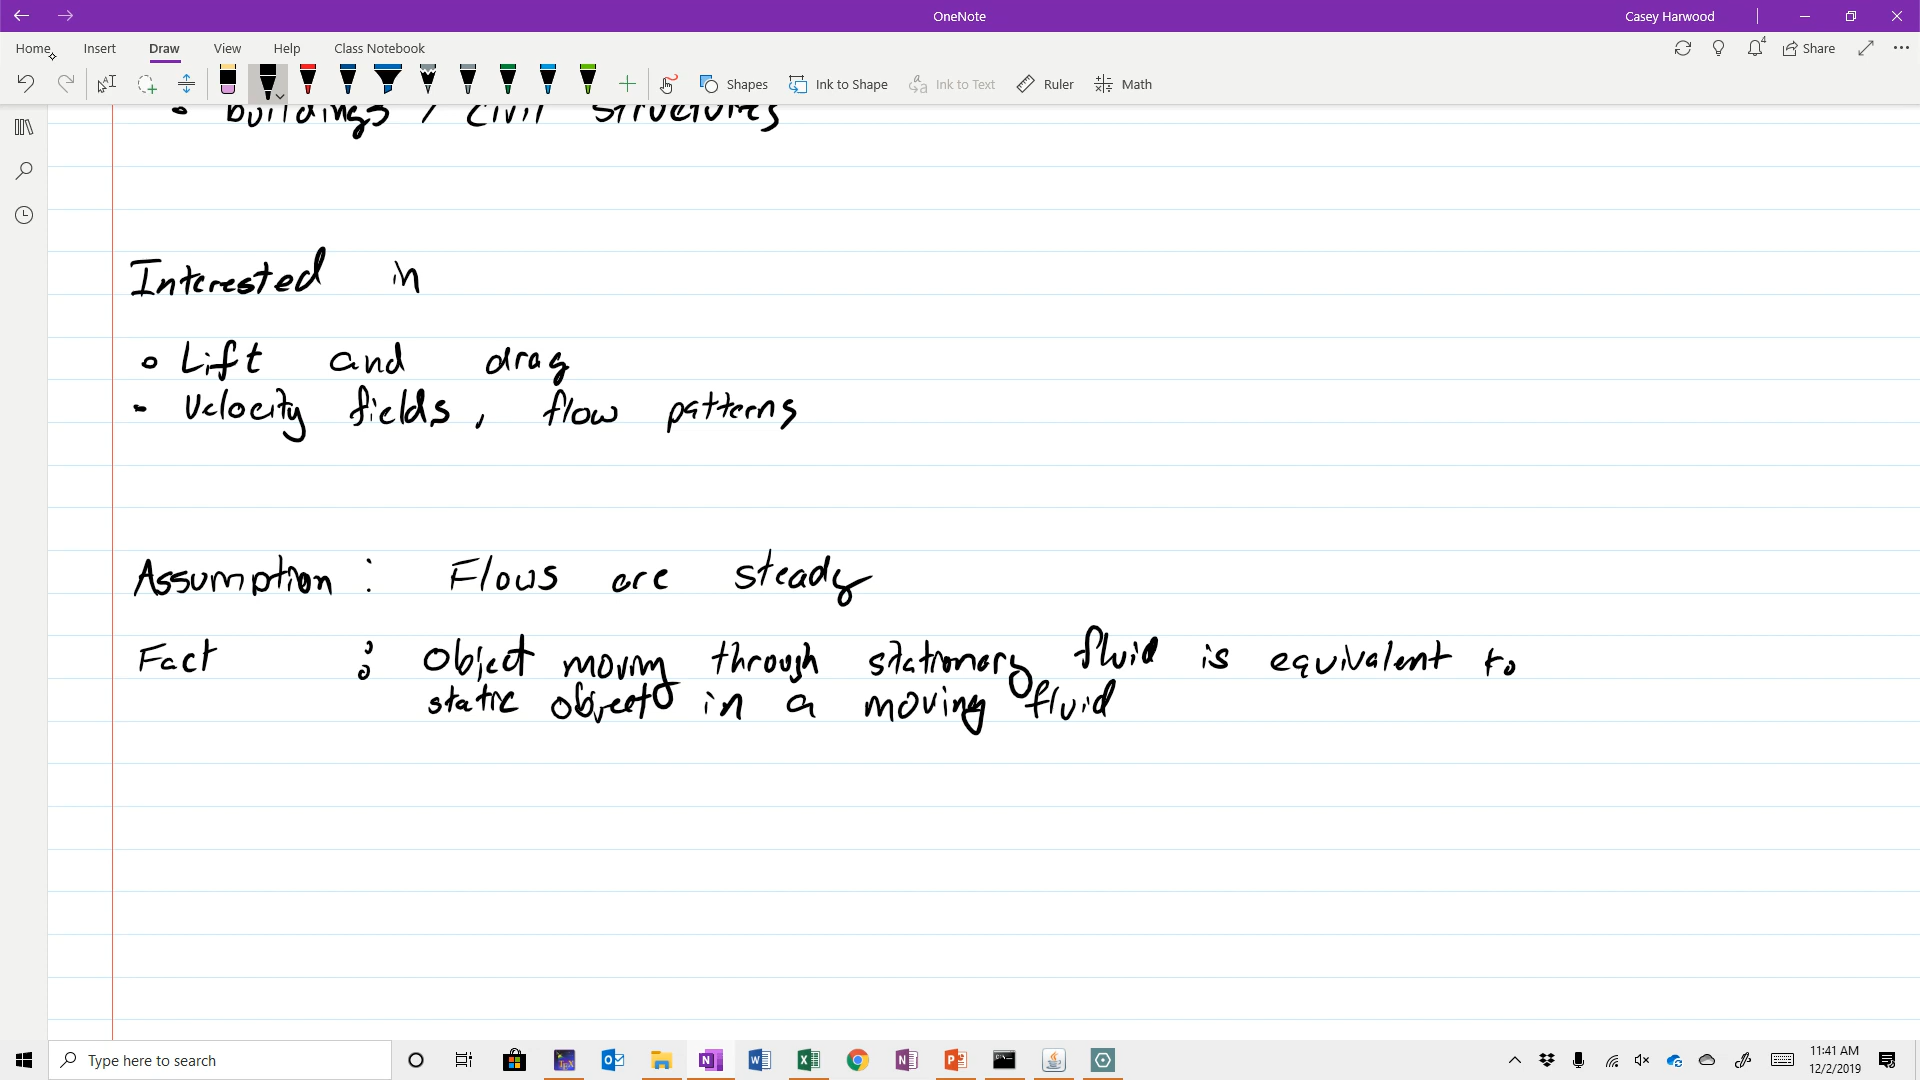 OneNote
Casey Harwood
Home Insert Draw View Help Class Notebook
4
Share
Shapes Ink to Shape Ink to Text Ruler Math
• buildings / civil structures
Interested in
• Lift and drag
- Velocity fields, flow patterns
Assumption : Flows are steady
Fact : Object moving through stationary fluid is equivalent to
static object in a moving fluid
Type here to search
11:41 AM
12/2/2019